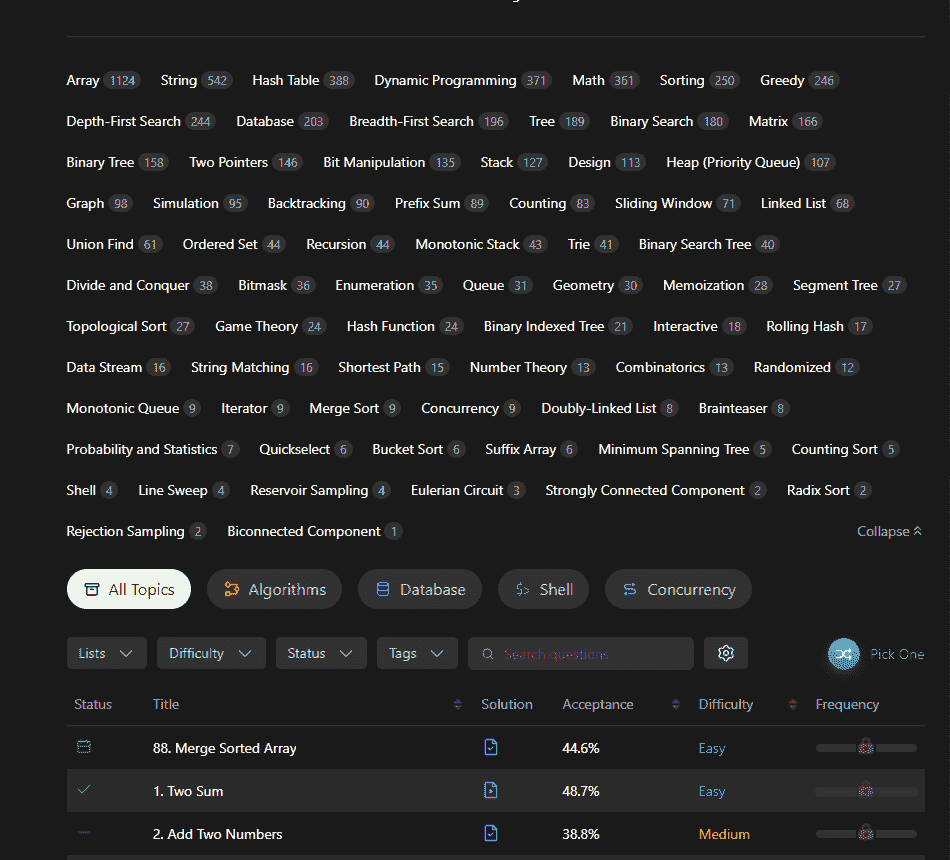 Array 1124 String 542 Hash Table 388 Dynamic Programming 371 Math 361 Sorting 250 Greedy 246
Depth-First Search 244 Database 203 Breadth-First Search 196 Tree 189 Binary Search 180 Matrix 166
Binary Tree 158 Two Pointers 146 Bit Manipulation 135 Stack 127 Design 113 Heap (Priority Queue) 107
Graph 98 Simulation 95 Backtracking 90 Prefix Sum 89 Counting 83 Sliding Window 71 Linked List 68
Union Find 61 Ordered Set 44 Recursion 44 Monotonic Stack 43 Trie 41 Binary Search Tree 40
Divide and Conquer 38 Bitmask 36 Enumeration 35 Queue 31 Geometry 30 Memoization 28 Segment Tree 27
Topological Sort 27 Game Theory 24 Hash Function 24 Binary Indexed Tree 21 Interactive 18 Rolling Hash 17
Data Stream 16 String Matching 16 Shortest Path 15 Number Theory 13 Combinatorics 13 Randomized 12
Monotonic Queue 9 Iterator 9 Merge Sort 9 Concurrency 9 Doubly-Linked List 8 Brainteaser 8
Probability and Statistics 7 Quickselect 6 Bucket Sort 6 Suffix Array 6 Minimum Spanning Tree 5 Counting Sort 5
Shell 4 Line Sweep 4 Reservoir Sampling 4 Eulerian Circuit 3 Strongly Connected Component 2 Radix Sort 2
Rejection Sampling 2 Biconnected Component 1 Collapse
All Topics Algorithms Database Shell Concurrency
Lists Difficulty Status Tags Search questions Pick One
Status Title Solution Acceptance Difficulty Frequency
88. Merge Sorted Array 44.6% Easy
1. Two Sum 48.7% Easy
2. Add Two Numbers 38.8% Medium